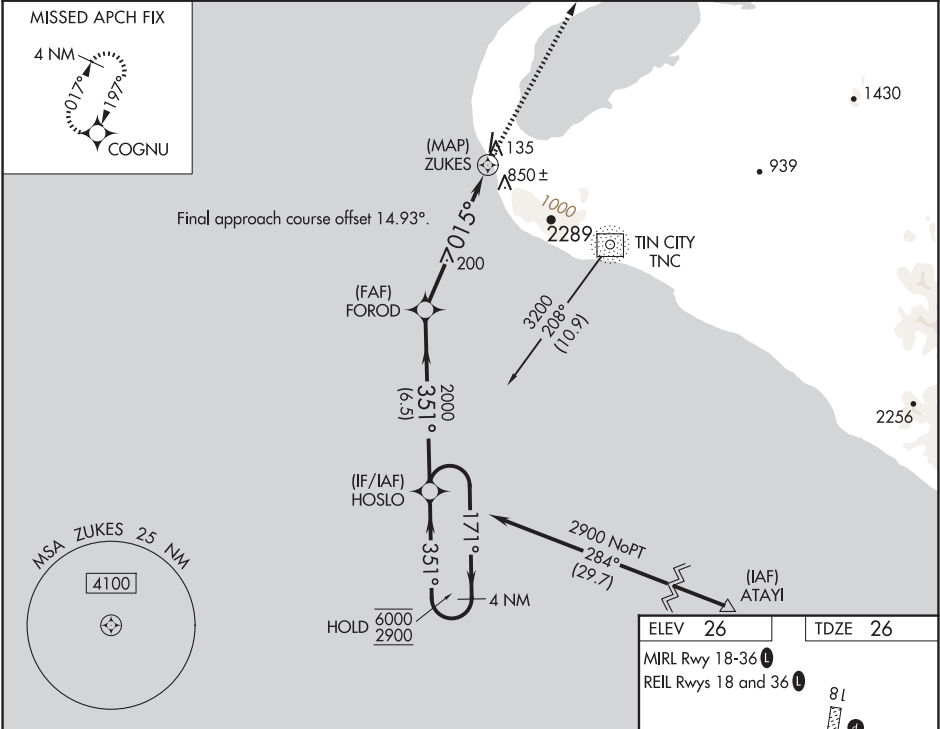 MISSED APCH FIX
4 NM
017°
197°
COGNU
1430
939
(MAP)
ZUKES
135
850 ±
1000
2289
TIN CITY
TNC
Final approach course offset 14.93°.
015°
200
(FAF)
FOROD
3200
208°
(10.9)
2000
351°
(6.5)
2256
(IF/IAF)
HOSLO
171°
351°
4 NM
HOLD 6000
2900
2900 NoPT
284°
(29.7)
(IAF)
ATAYI
MSA ZUKES 25 NM
4100
ELEV 26
TDZE 26
MIRL Rwy 18-36 L
REIL Rwys 18 and 36 L
18